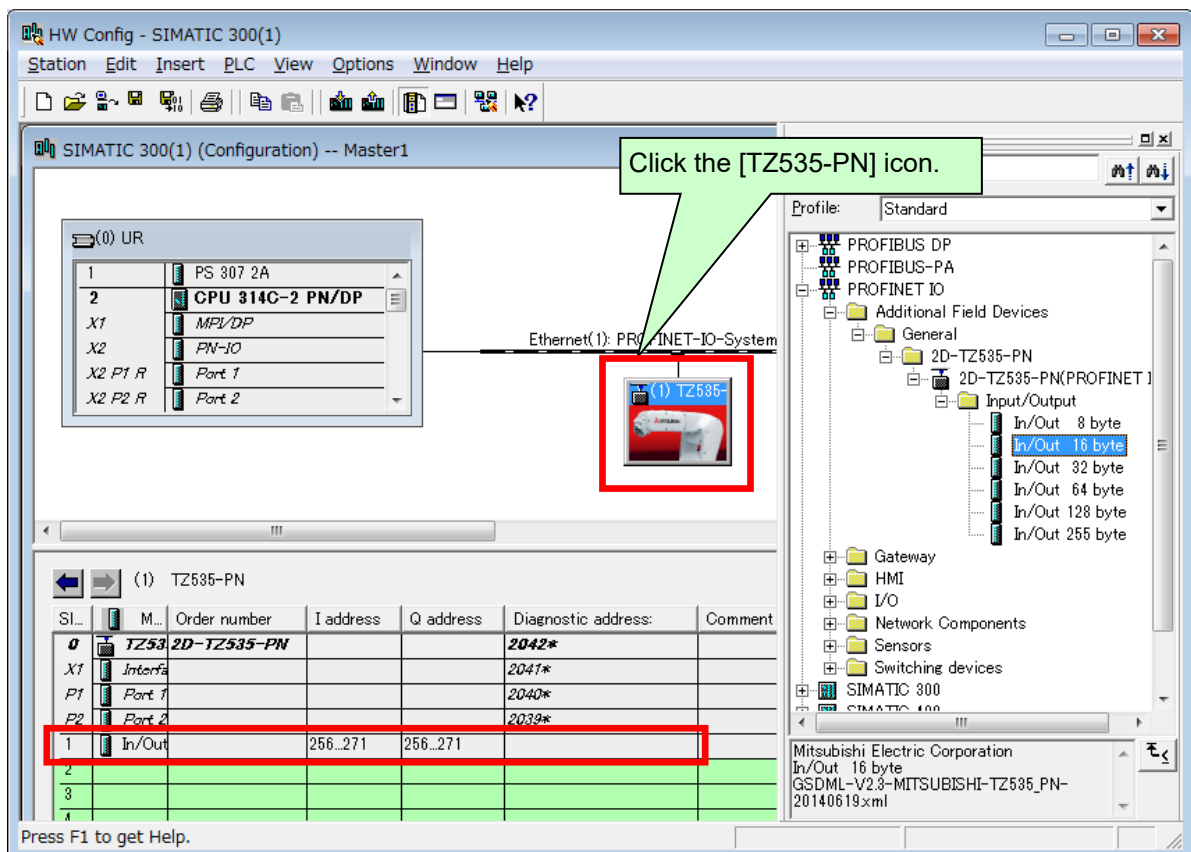 HW Config - SIMATIC 300(1)
Station Edit Insert PLC View Options Window Help
SIMATIC 300(1) (Configuration) -- Master1
Click the [TZ535-PN] icon.
Profile: Standard
(0) UR
1 PS 307 2A
2 CPU 314C-2 PN/DP
X1 MPI/DP
X2 PN-IO
X2 P1 R Port 1
X2 P2 R Port 2
Ethernet(1): PROFINET-IO-System
(1) TZ535-
PROFIBUS DP
PROFIBUS-PA
PROFINET IO
Additional Field Devices
General
2D-TZ535-PN
2D-TZ535-PN(PROFINET I
Input/Output
In/Out 8 byte
In/Out 16 byte
In/Out 32 byte
In/Out 64 byte
In/Out 128 byte
In/Out 255 byte
Gateway
HMI
I/O
Network Components
Sensors
Switching devices
SIMATIC 300
SIMATIC 400
(1) TZ535-PN
Sl... M... Order number I address Q address Diagnostic address: Comment
0 TZ53 2D-TZ535-PN 2042*
X1 Interfa 2041*
P1 Port 1 2040*
P2 Port 2 2039*
1 In/Out 256...271 256...271
2
3
4
Mitsubishi Electric Corporation
In/Out 16 byte
GSDML-V2.3-MITSUBISHI-TZ535_PN-
20140619.xml
Press F1 to get Help.